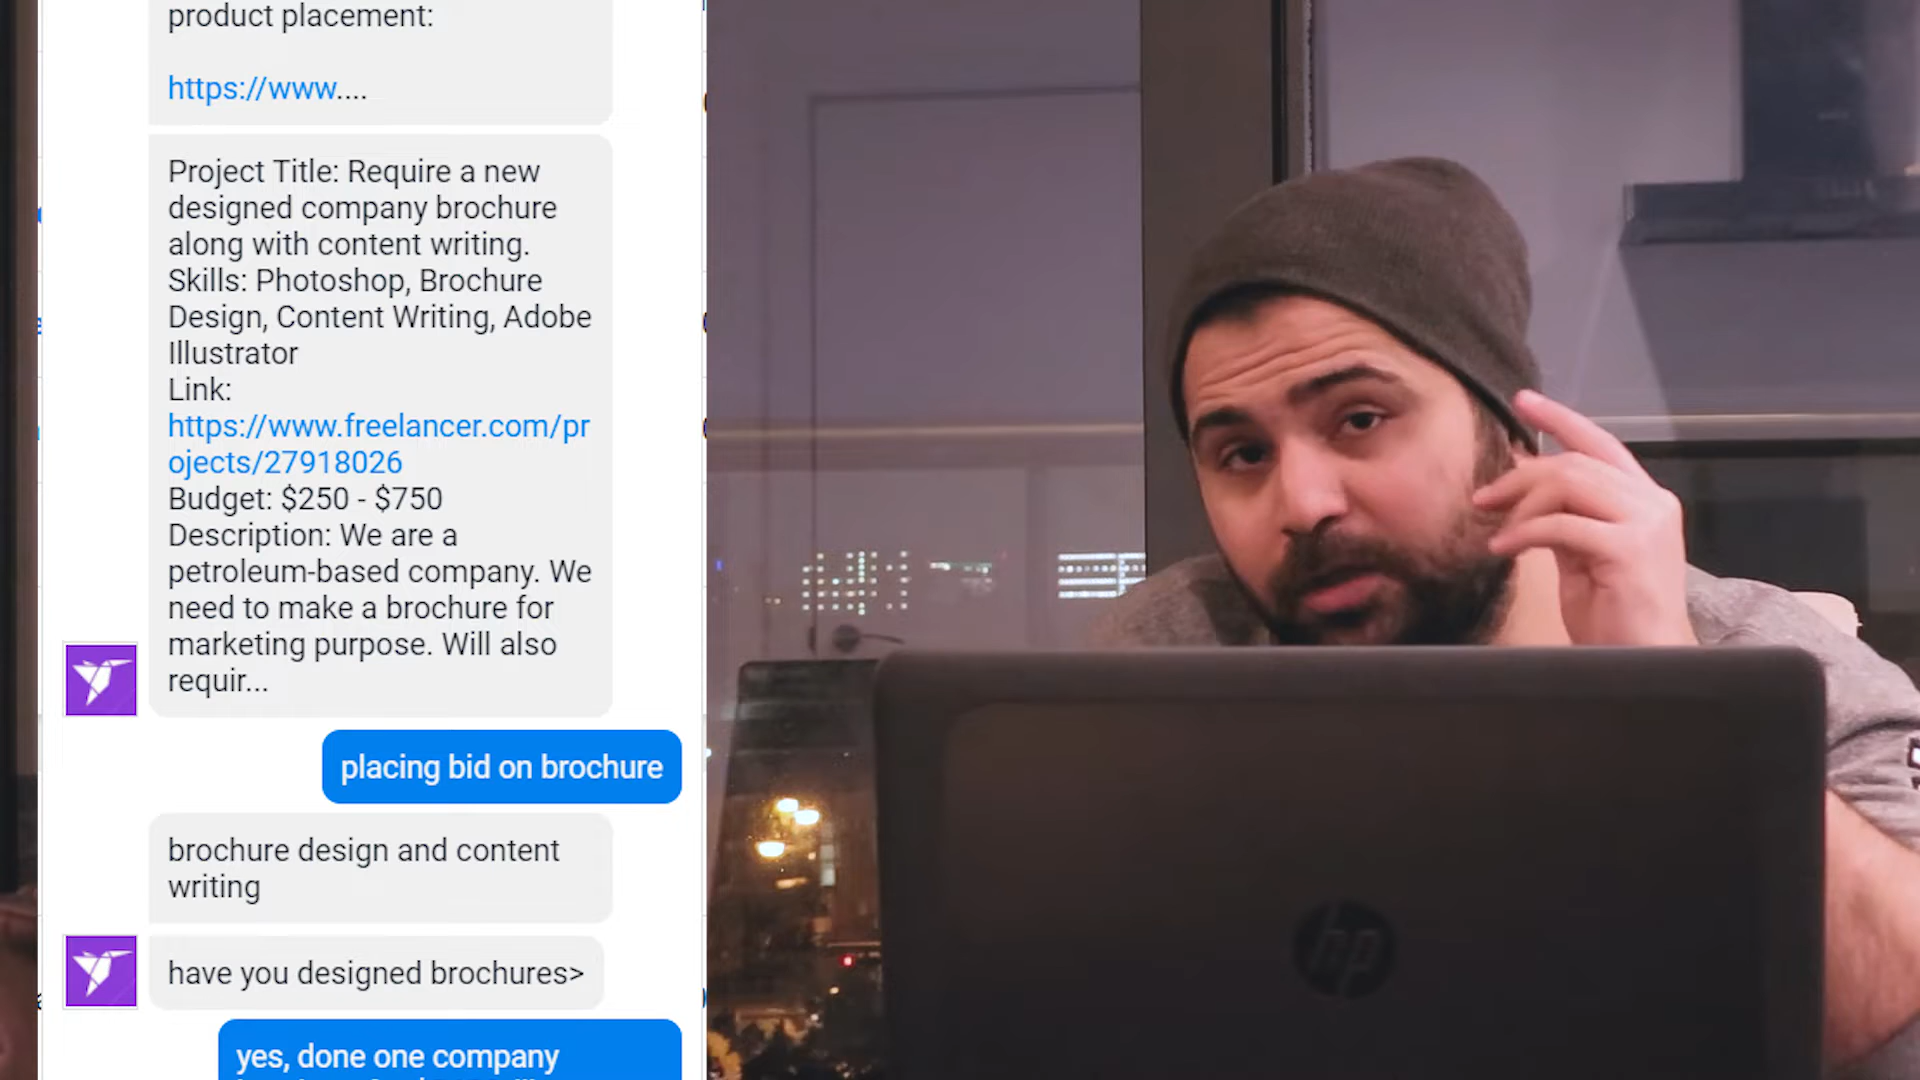 product placement:
https://www....
Project Title: Require a new
designed company brochure
along with content writing.
Skills: Photoshop, Brochure
Design, Content Writing, Adobe
Illustrator
Link:
https://www.freelancer.com/pr
ojects/27918026
Budget: $250 - $750
Description: We are a
petroleum-based company. We
need to make a brochure for
marketing purpose. Will also
requir...
placing bid on brochure
brochure design and content
writing
have you designed brochures>
yes, done one company
hp